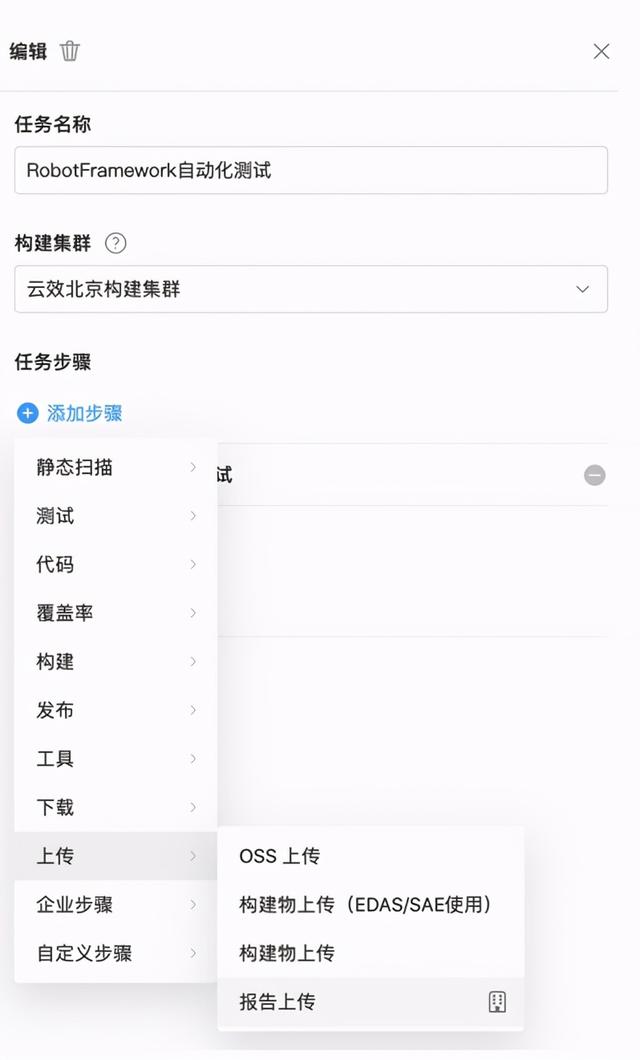 编辑
任务名称
RobotFramework自动化测试
构建集群 ?
云效北京构建集群
任务步骤
添加步骤
试
静态扫描
测试
代码
覆盖率
构建
发布
工具
下载
上传
企业步骤
自定义步骤
OSS 上传
构建物上传（EDAS/SAE使用）
构建物上传
报告上传